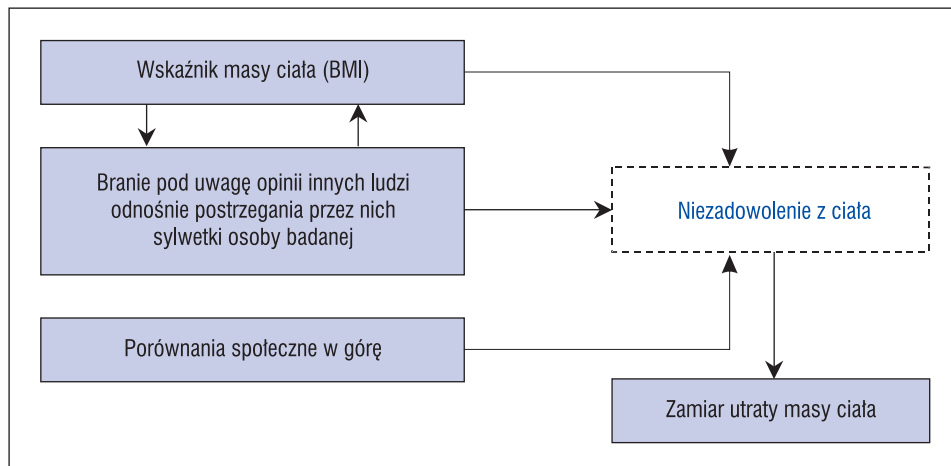 Wskaźnik masy ciała (BMI)
Branie pod uwagę opinii innych ludzi
odnośnie postrzegania przez nich
sylwetki osoby badanej
Niezadowolenie z ciała
Porównania społeczne w górę
Zamiar utraty masy ciała